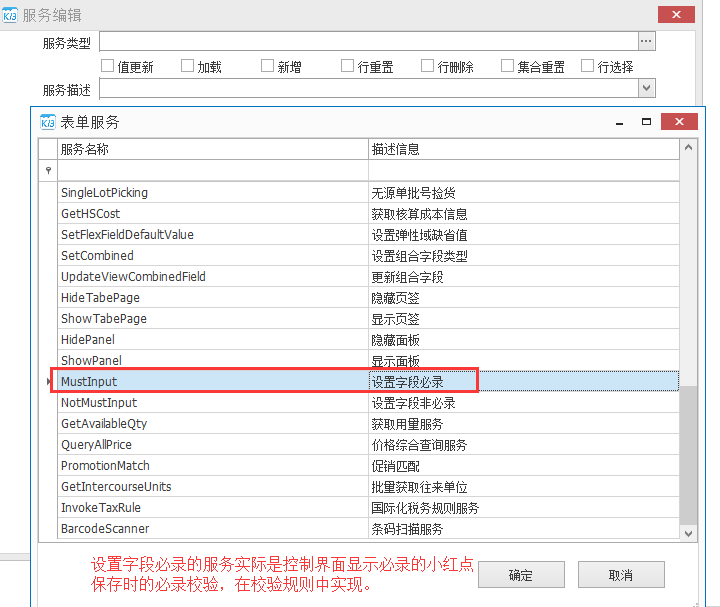 K/3 服务编辑
服务类型
值更新 加载 新增 行重置 行删除 集合重置 行选择
服务描述
K/3 表单服务
服务名称 描述信息
SingleLotPicking 无源单批号捡货
GetHSCost 获取核算成本信息
SetFlexFieldDefaultValue 设置弹性域缺省值
SetCombined 设置组合字段类型
UpdateViewCombinedField 更新组合字段
HideTabePage 隐藏页签
ShowTabePage 显示页签
HidePanel 隐藏面板
ShowPanel 显示面板
MustInput 设置字段必录
NotMustInput 设置字段非必录
GetAvailableQty 获取用量服务
QueryAllPrice 价格综合查询服务
PromotionMatch 促销匹配
GetIntercourseUnits 批量获取往来单位
InvokeTaxRule 国际化税务规则服务
BarcodeScanner 条码扫描服务
设置字段必录的服务实际是控制界面显示必录的小红点
保存时的必录校验，在校验规则中实现。
确定 取消